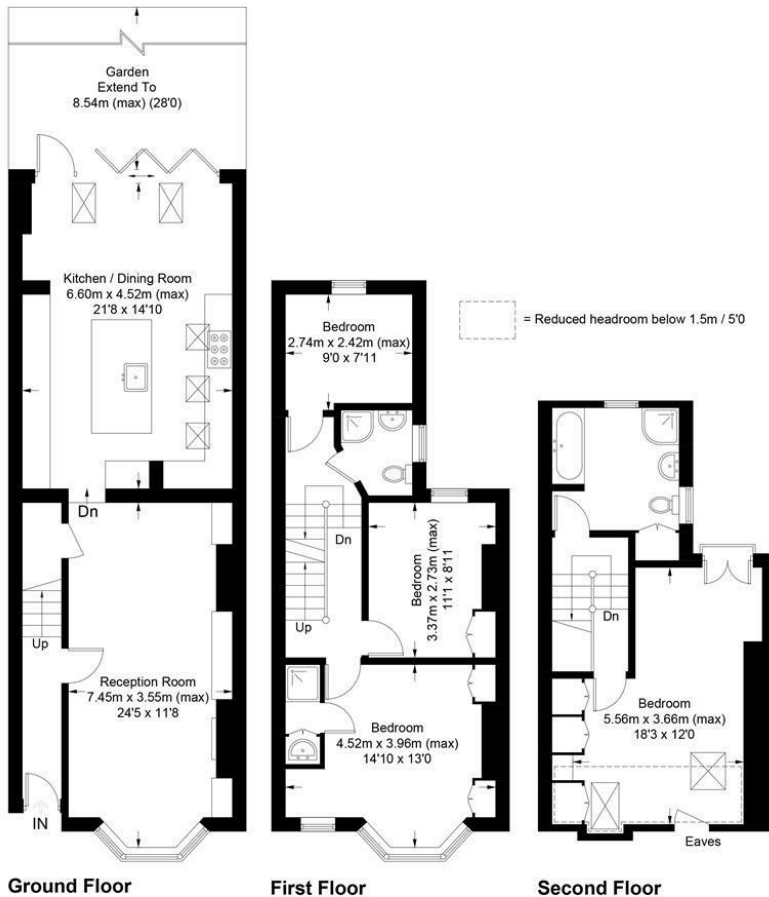 Garden
Extend To
8.54m (max) (28'0)
Kitchen / Dining Room
6.60m x 4.52m (max)
21'8 x 14'10
Dn
Up
Reception Room
7.45m x 3.55m (max)
24'5 x 11'8
IN
Ground Floor
Bedroom
2.74m x 2.42m (max)
9'0 x 7'11
Dn
Up
Bedroom
3.37m x 2.73m (max)
11'1 x 8'11
Bedroom
4.52m x 3.96m (max)
14'10 x 13'0
First Floor
= Reduced headroom below 1.5m / 5'0
Dn
Bedroom
5.56m x 3.66m (max)
18'3 x 12'0
Eaves
Second Floor